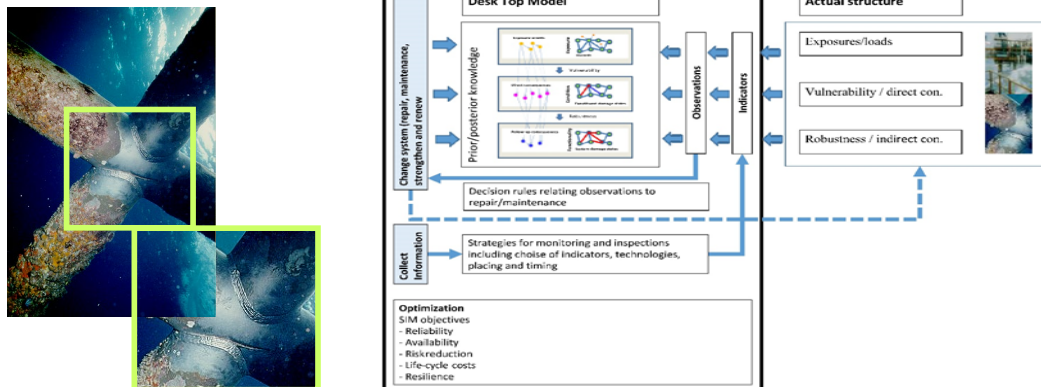 Desk Top Model
Actual structure
Change system (repair, maintenance,
strengthen and renew
Prior/posterior knowledge
Vulnerability
Observations
Indicators
Exposures/loads
Vulnerability / direct con.
Robustness / indirect con.
Decision rules relating observations to
repair/maintenance
Collect
Information
Strategies for monitoring and inspections
including choise of indicators, technologies,
placing and timing
Optimization
SIM objectives
- Reliability
- Availability
- Riskreduction
- Life-cycle costs
- Resilience